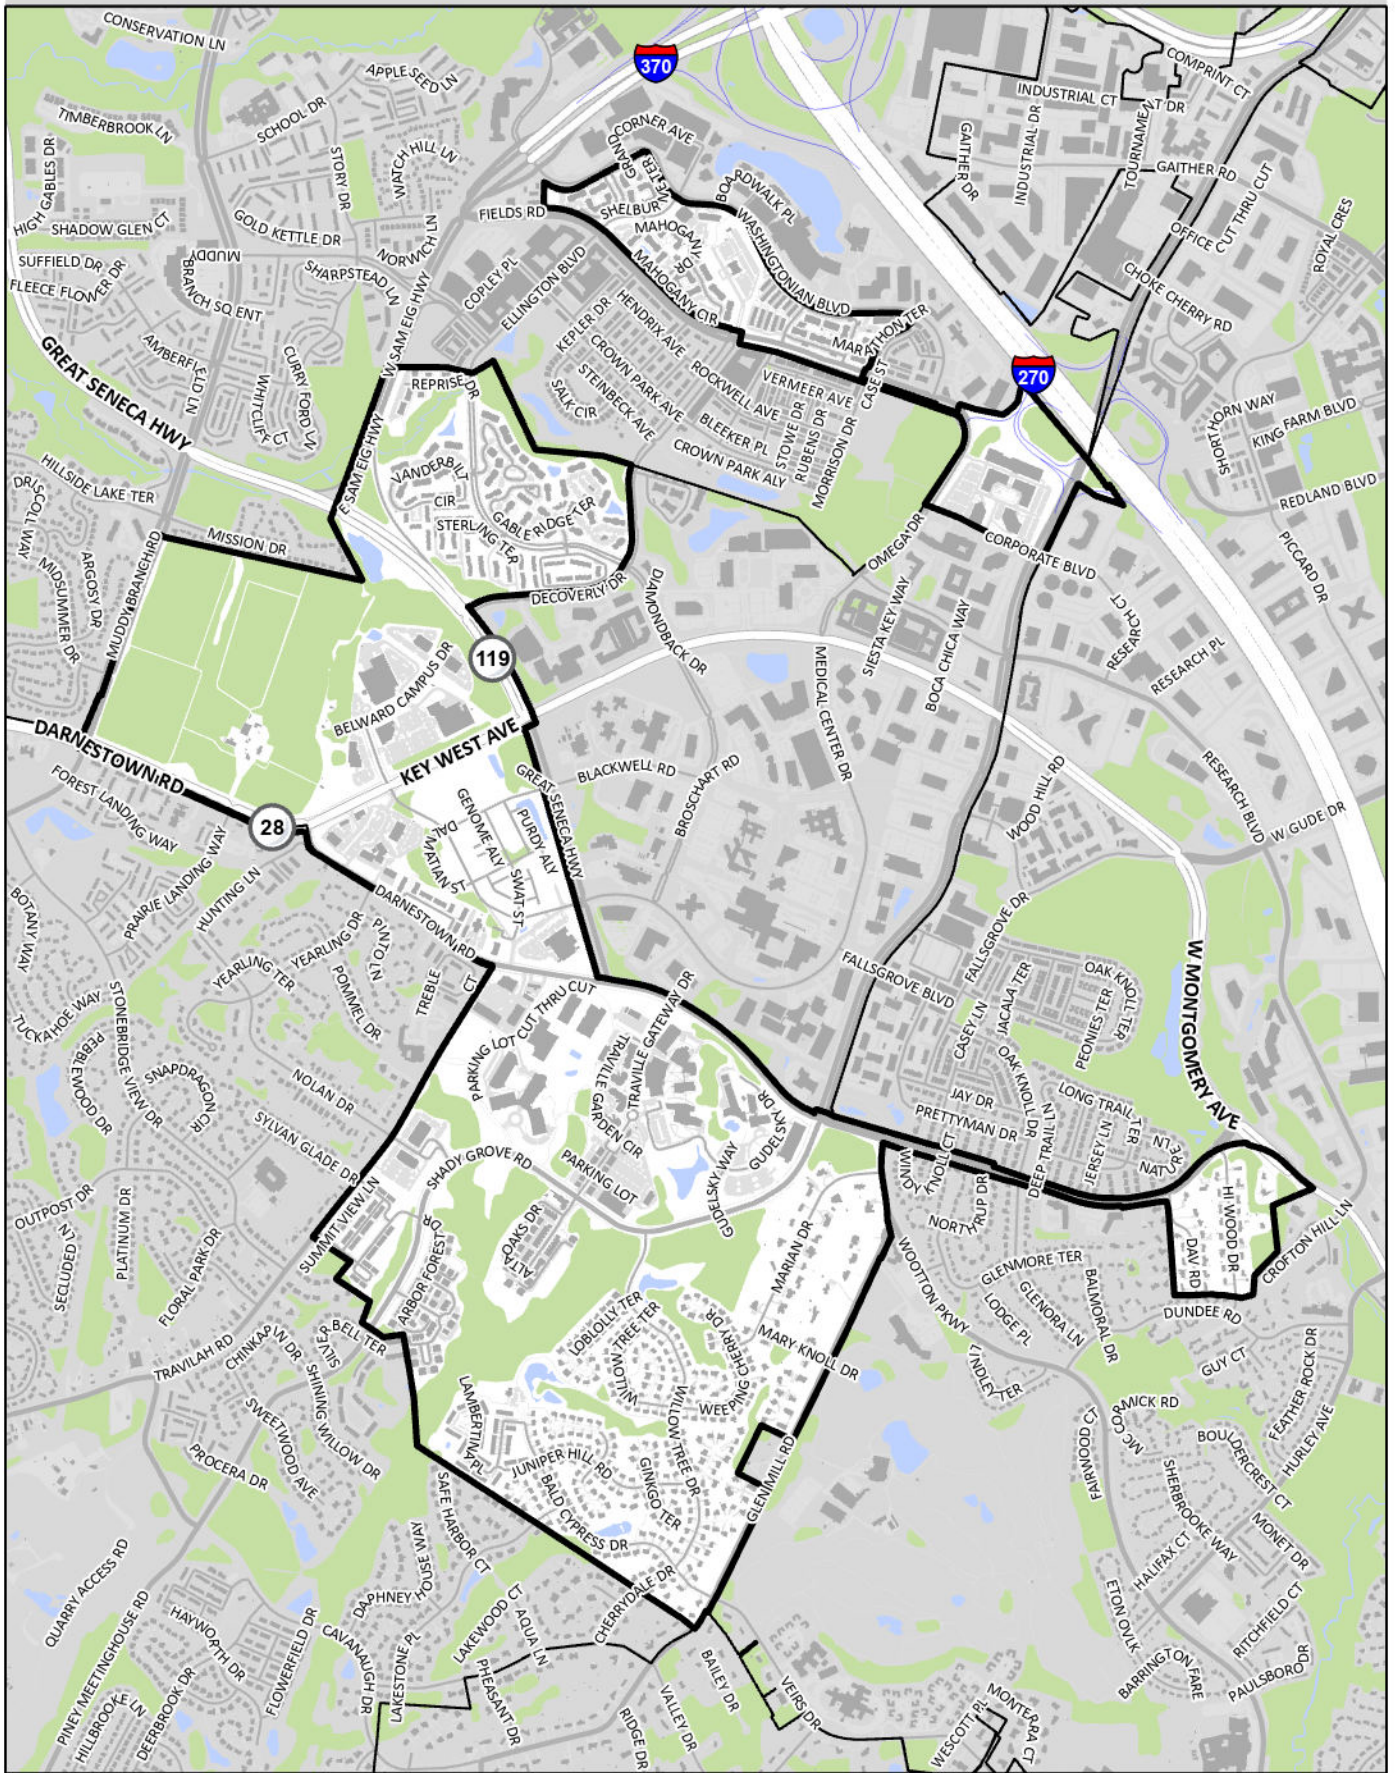 CONSERVATION LN
370
APPLE SEED LN
COMPRINT CT
INDUSTRIAL CT
AT DR
TIMBERBROOK LN
SCHOOL DR
CORNER AVE
INDUSTRIAL DR
TOURNAMENT
GAITHER DR
GAITHER RD
HIGH GABLES DR
STORY DR
WATCH HILL LN
GRAND
BOARDWALK PL
OFFICE CUT THRU CUT
SHADOW GLEN CT
GOLD KETTLE DR
FIELDS RD
SHELBUR
ROYAL CRES
MUDDY
NORWICH LN
MAHOGANY DR
WASHINGTONIAN BLVD
SUFFIELD DR
SHARPSTEAD LN
COPLEY PL
CHOKE CHERRY RD
FLEECE FLOWER DR
BRANCH SQ ENT
ELLINGTON BLVD
MAHOGANY CIR
AMBERFIELD LN
W SAM EIG HWY
KEPLER DR
HENDRIX AVE
MARATHON TER
GREAT SENECA HWY
CURRY FORD LN
CROWN PARK AVE
ROCKWELL AVE
VERMEER AVE
CASE ST
270
WHITCLIFF CT
REPRISE DR
STEINBECK AVE
SALK CIR
BLEEKER PL
STOWE DR
RUBENS DR
MORRISON DR
SHORTHORN WAY
KING FARM BLVD
CROWN PARK ALY
HILLSIDE LAKE TER
E SAM EIG HWY
VANDERBILT
CIR
GABLE RIDGE TER
REDLAND BLVD
DRISCOLL WAY
MISSION DR
STERLING TER
OMEGA DR
CORPORATE BLVD
PICCARD DR
MIDSUMMER DR
ARGOSY DR
MUDDY BRANCH RD
DECOVERLY DR
DIAMONDBACK DR
SIESTA KEY WAY
BOCA CHICA WAY
RESEARCH CT
RESEARCH PL
119
BELWARD CAMPUS DR
MEDICAL CENTER DR
DARNESTOWN RD
KEY WEST AVE
FOREST LANDING WAY
GREAT SENECA HWY
BLACKWELL RD
BROSCHART RD
WOOD HILL RD
RESEARCH BLVD
W GUDE DR
28
GENOME ALY
PURDY ALY
DALMATIAN ST
PRAIRIE LANDING WAY
HUNTING LN
SWAT ST
BOTANY WAY
DARNESTOWN RD
YEARLING DR
PINTO LN
YEARLING TER
POMMEL DR
TREBLE
CT
FALLSGROVE DR
FALLSGROVE BLVD
W MONTGOMERY AVE
OAK KNOLL TER
TUCKAHOE WAY
STONEBRIDGE VIEW DR
PARKING LOT CUT THRU CUT
TRAVILLE GATEWAY DR
JACALA TER
CASEY LN
PEONIES TER
PEBBLEWOOD DR
SNAPDRAGON CIR
NOLAN DR
TRAVILLE GARDEN CIR
OAK KNOLL DR
JAY DR
LONG TRAIL
TER
SYLVAN GLADE DR
GUDELSKY DR
PRETTYMAN DR
DEEP TRAIL LN
JERSEY LN
SHADY GROVE RD
PARKING LOT
GUDELSKY WAY
OUTPOST DR
PLATINUM DR
SUMMIT VIEW LN
ALTA OAKS DR
MARIAN DR
HI WOOD DR
DAV RD
CROFTON HILL LN
SECLUDED LN
FLORAL PARK DR
ARBOR FOREST DR
WOOTTON PKWY
GLENMORE TER
BALMORAL DR
DUNDEE RD
LOBLOLLY TER
WILLOW TREE TER
WEEPING CHERRY DR
MARY KNOLL DR
LODGE PL
GLENORA LN
BELL TER
TRAVILAH RD
SHINING WILLOW DR
GUY CT
FEATHER ROCK DR
LINDLEY TER
LAMBERTINA PL
SWEETWOOD AVE
WILLOW TREE DR
MC CORMICK RD
FAIRWOOD CT
BOULDERCREST CT
HURLEY AVE
PROCERA DR
JUNIPER HILL RD
GINKGO TER
GLEN MILL RD
SAFE HARBOR CT
BALD CYPRESS DR
SHERBROOKE WAY
MONET DR
QUARRY ACCESS RD
HALIFAX CT
DAPHNEY HOUSE WAY
CHERRYDALE DR
ETON OVLK
RITCHFIELD CT
PINEY MEETINGHOUSE RD
HAYWORTH DR
FLOWERFIELD DR
CAVANAUGH DR
LAKESTONE PL
LAKEWOOD CT
AQUA LN
BARRINGTON FARE
PAULSBORO DR
HILLBROOKE LN
DEERBROOK DR
PHEASANT DR
BAILEY DR
VEIRS DR
VALLEY DR
RIDGE DR
WESCOTT PL
MONTERRA CT